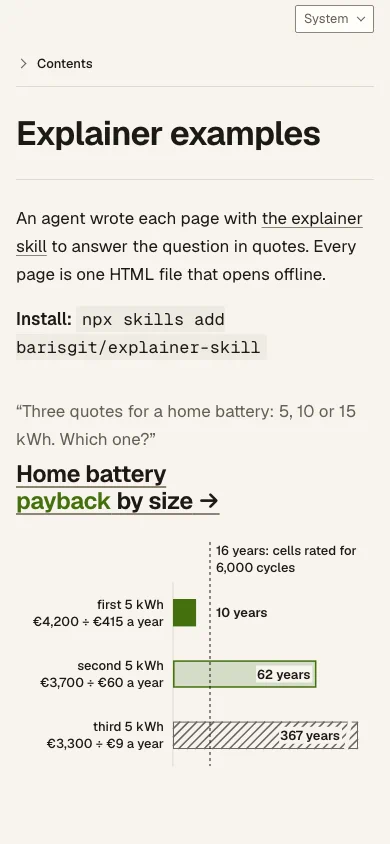 System
Contents
Explainer examples
An agent wrote each page with the explainer
skill to answer the question in quotes. Every
page is one HTML file that opens offline.
Install: npx skills add
barisgit/explainer-skill
“Three quotes for a home battery: 5, 10 or 15
kWh. Which one?”
Home battery
payback by size →
16 years: cells rated for
6,000 cycles
first 5 kWh
€4,200 ÷ €415 a year
10 years
second 5 kWh
€3,700 ÷ €60 a year
62 years
third 5 kWh
€3,300 ÷ €9 a year
367 years